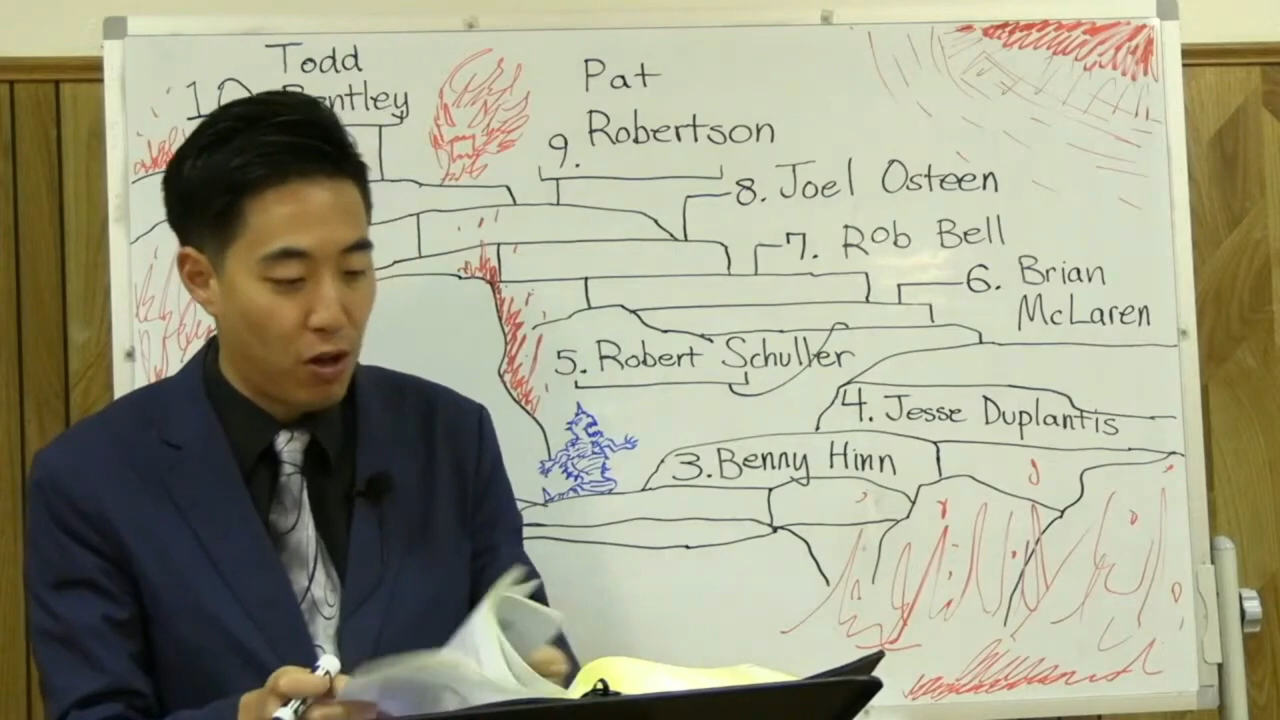 Todd
10 Bentley
Pat
9. Robertson
8. Joel Osteen
7. Rob Bell
6. Brian
McLaren
5. Robert Schuller
4. Jesse Duplantis
3. Benny Hinn